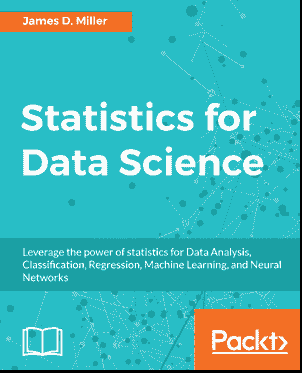 James D. Miller
Statistics for
Data Science
Leverage the power of statistics for Data Analysis,
Classification, Regression, Machine Learning, and Neural
Networks
Packt>